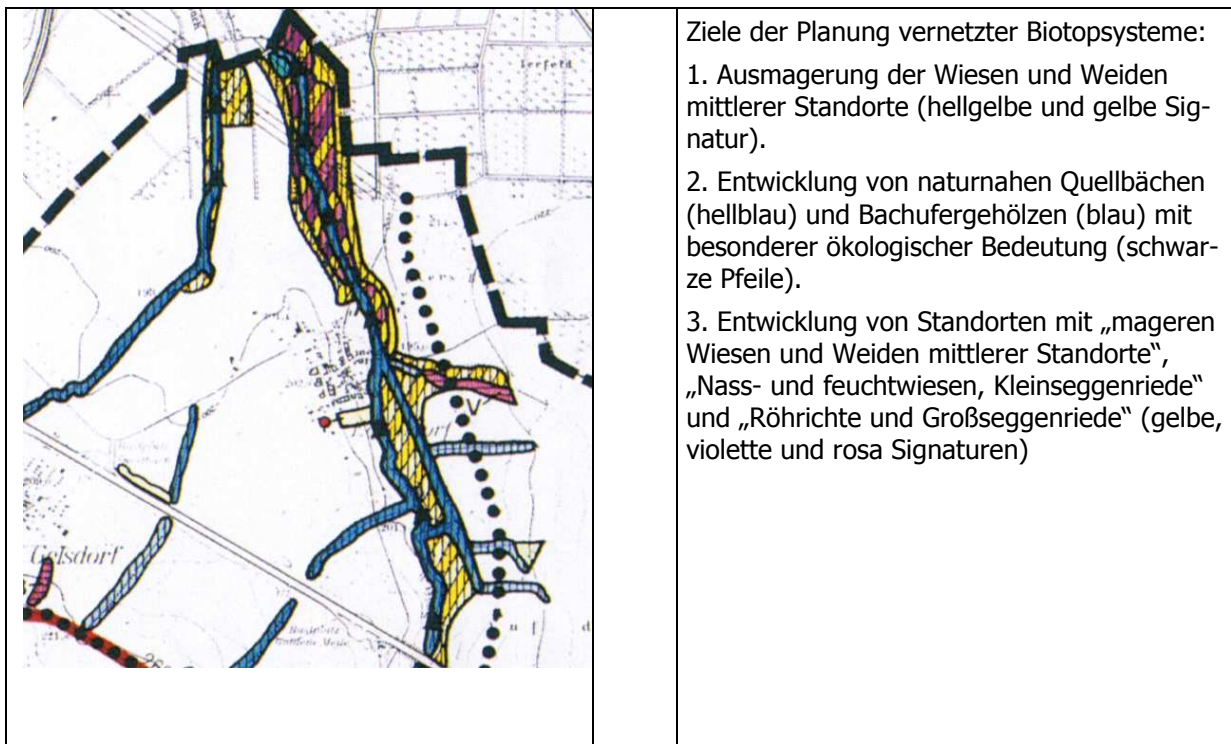 Ziele der Planung vernetzter Biotopsysteme:
1. Ausmagerung der Wiesen und Weiden
mittlerer Standorte (hellgelbe und gelbe Sig-
natur).
2. Entwicklung von naturnahen Quellbächen
(hellblau) und Bachufergehölzen (blau) mit
besonderer ökologischer Bedeutung (schwar-
ze Pfeile).
3. Entwicklung von Standorten mit „mageren
Wiesen und Weiden mittlerer Standorte“,
„Nass- und feuchtwiesen, Kleinseggenriede“
und „Röhrichte und Großseggenriede“ (gelbe,
violette und rosa Signaturen)
V
Gelsdorf